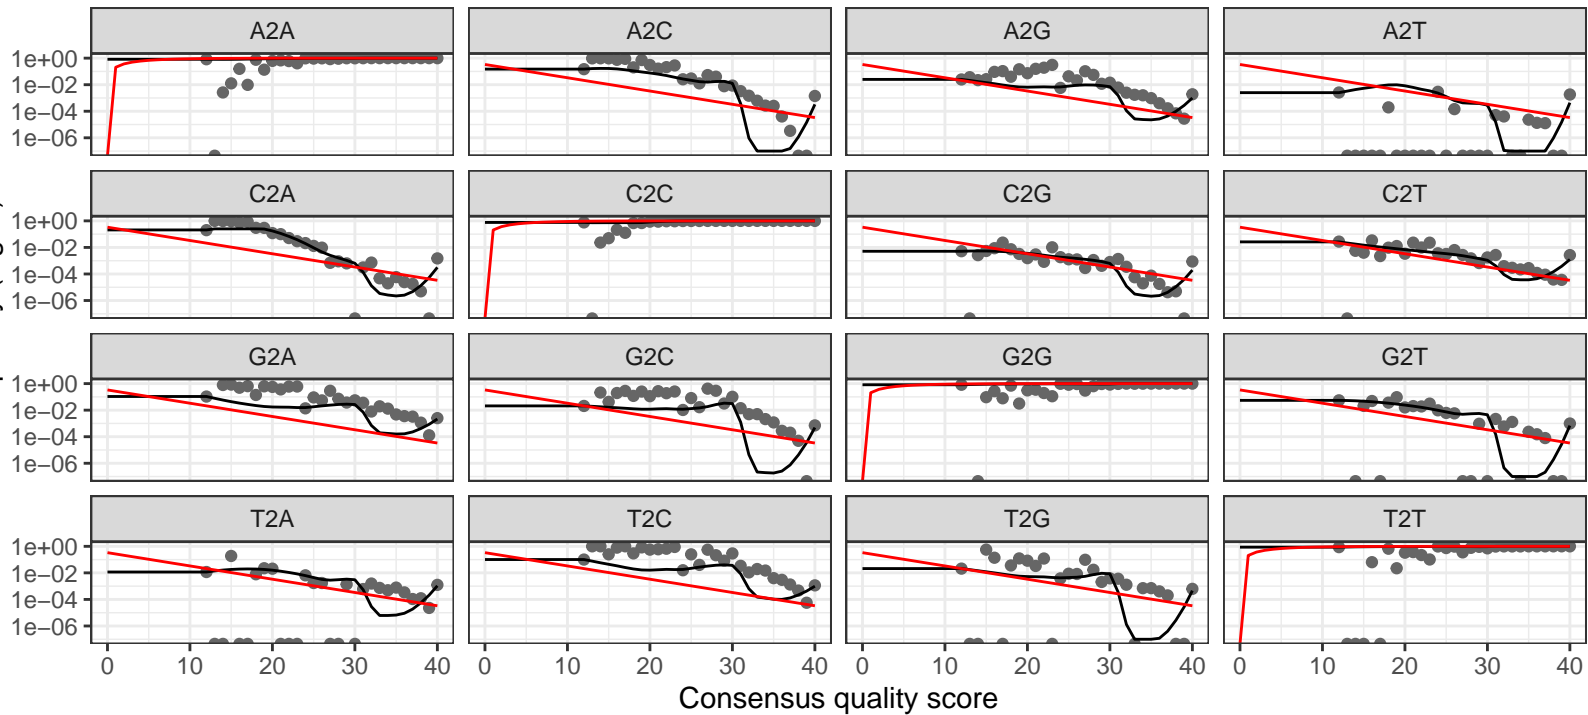 A2A A2C A2G A2T
1e+00
1e−02
1e−04
1e−06
C2A C2C C2G C2T
1e+00
1e−02
1e−04
1e−06
G2A G2C G2G G2T
1e+00
1e−02
1e−04
1e−06
T2A T2C T2G T2T
1e+00
1e−02
1e−04
1e−06
0 10 20 30 40 0 10 20 30 40 0 10 20 30 40 0 10 20 30 40
Consensus quality score